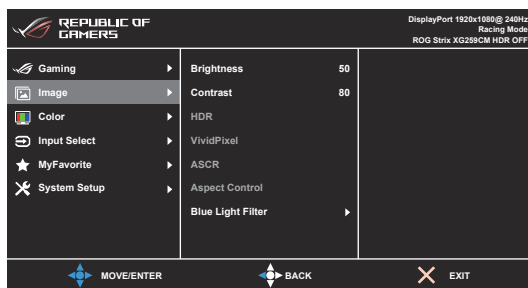 REPUBLIC OF
GAMERS
DisplayPort 1920x1080@ 240Hz
Racing Mode
ROG Strix XG259CM HDR OFF
Gaming
Image
Color
Input Select
MyFavorite
System Setup
Brightness 50
Contrast 80
HDR
VividPixel
ASCR
Aspect Control
Blue Light Filter
MOVE/ENTER
BACK
EXIT